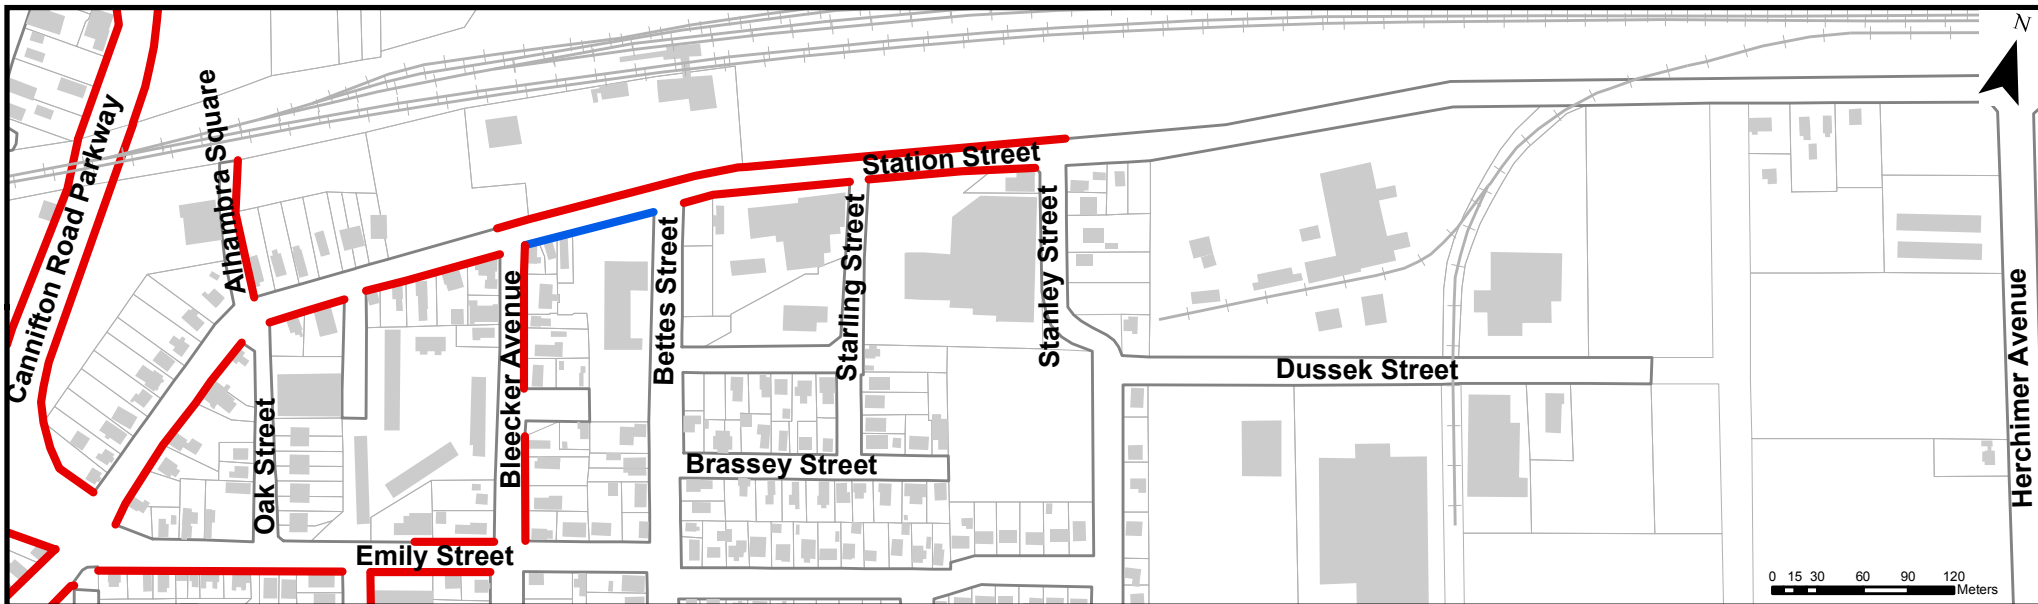 N
Cannifton Road Parkway
Alhambra Square
Station Street
Bleecker Avenue
Bettes Street
Starling Street
Stanley Street
Herchimer Avenue
Dussek Street
Oak Street
Brassey Street
Emily Street
0 15 30 60 90 120
Meters